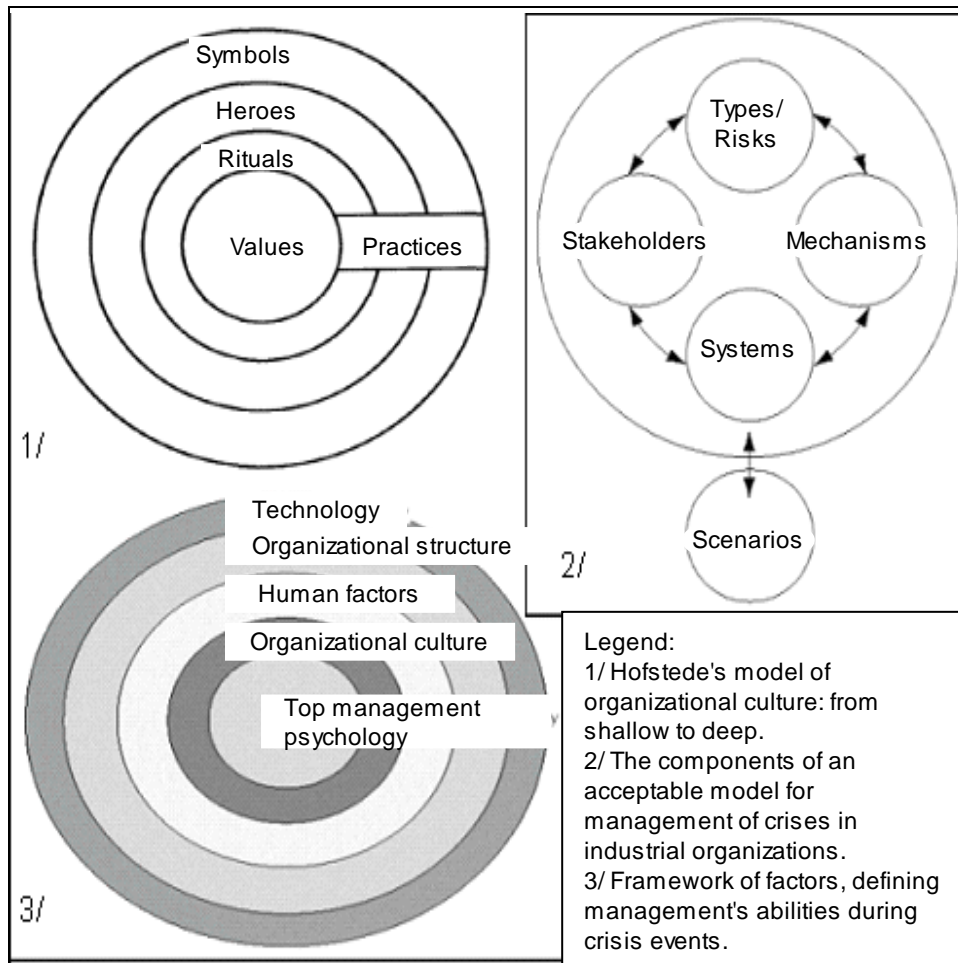 Symbols
Heroes
Rituals
Values
Practices
1/
Types/
Risks
Stakeholders
Mechanisms
Systems
Scenarios
2/
Technology
Organizational structure
Human factors
Organizational culture
Top management
psychology
3/
Legend:
1/ Hofstede's model of
organizational culture: from
shallow to deep.
2/ The components of an
acceptable model for
management of crises in
industrial organizations.
3/ Framework of factors, defining
management's abilities during
crisis events.